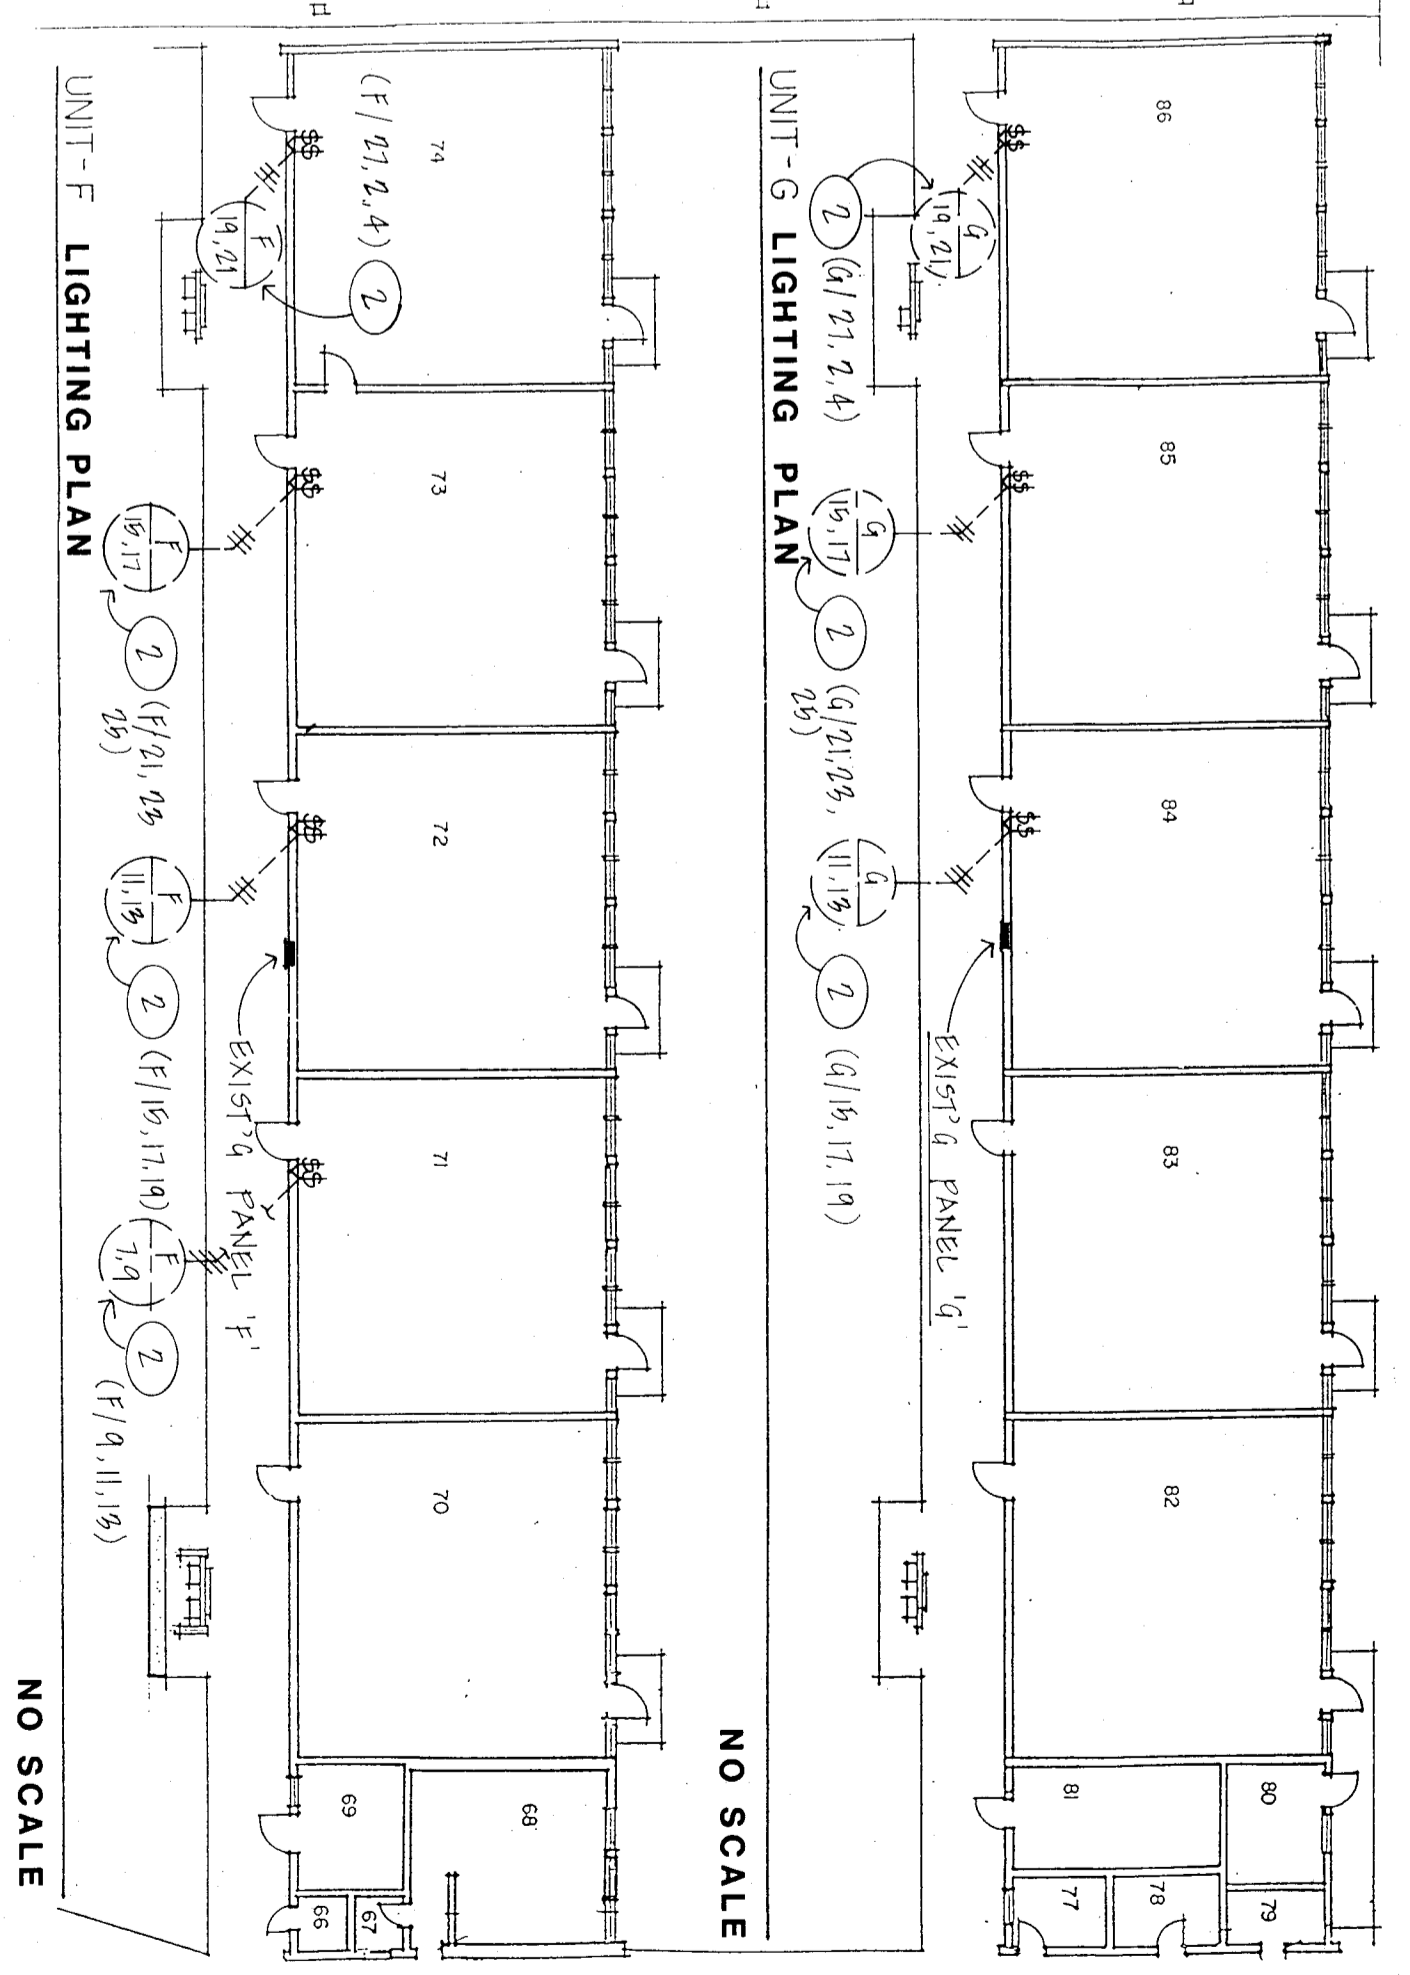 86
85
84
83
82
81
80
77
78
79
$$
$$
$$
G
19, 21
2
(G/27, 2, 4)
G
15, 17
2
(G/21, 23,
25)
G
11, 13
2
(G/15, 17, 19)
EXIST'G PANEL 'G'
UNIT-G LIGHTING PLAN
NO SCALE
74
73
72
71
70
69
68
66
67
$$
$$
$$
$$
(F/27, 2, 4)
2
F
19, 21
F
15, 17
2
(F/21, 23
25)
F
11, 13
2
(F/15, 17, 19)
EXIST'G PANEL 'F'
F
7, 9
2
(F/9, 11, 13)
UNIT-F LIGHTING PLAN
NO SCALE